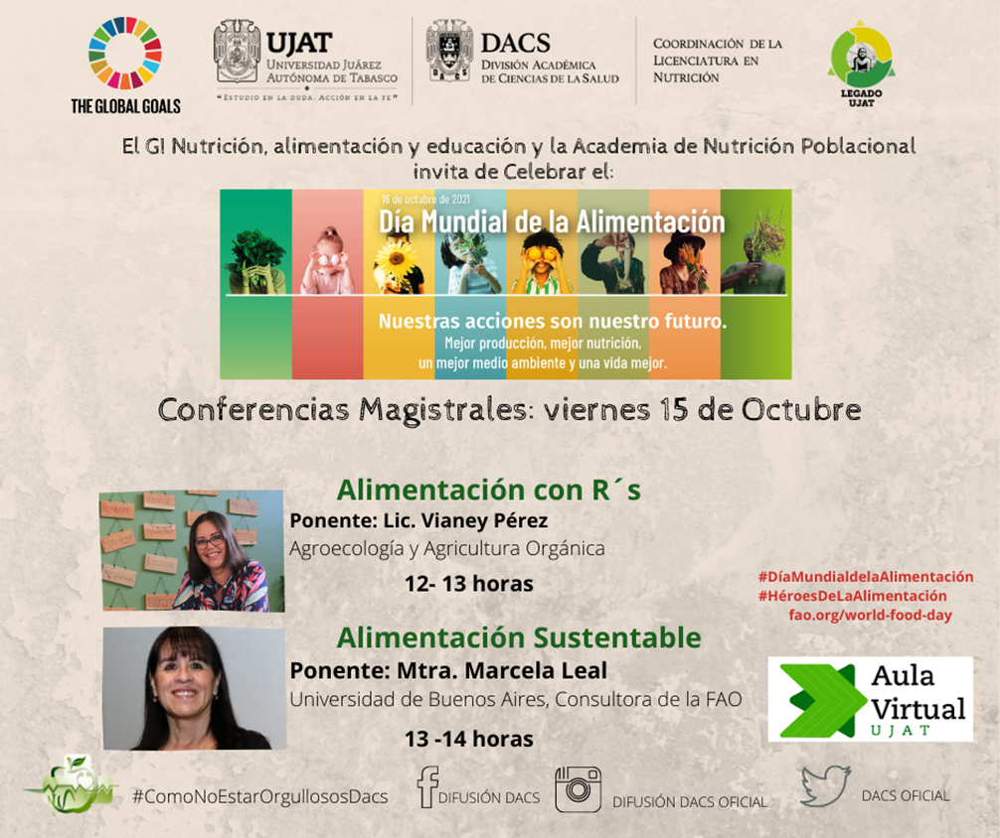 THE GLOBAL GOALS
UJAT
UNIVERSIDAD JUÁREZ
AUTÓNOMA DE TABASCO
"ESTUDIO EN LA DUDA. ACCIÓN EN LA FE"
DACS
DIVISIÓN ACADÉMICA
DE CIENCIAS DE LA SALUD
COORDINACIÓN DE LA
LICENCIATURA EN
NUTRICIÓN
LEGADO
UJAT
El GI Nutrición, alimentación y educación y la Academia de Nutrición Poblacional
invita de Celebrar el:
16 de octubre de 2021
Día Mundial de la Alimentación
Nuestras acciones son nuestro futuro.
Mejor producción, mejor nutrición,
un mejor medio ambiente y una vida mejor.
Conferencias Magistrales: viernes 15 de Octubre
Alimentación con R´s
Ponente: Lic. Vianey Pérez
Agroecología y Agricultura Orgánica
12- 13 horas
Alimentación Sustentable
Ponente: Mtra. Marcela Leal
Universidad de Buenos Aires, Consultora de la FAO
13 -14 horas
#DíaMundialdelaAlimentación
#HéroesDeLaAlimentación
fao.org/world-food-day
Aula
Virtual
UJAT
#ComoNoEstarOrgullososDacs
DIFUSIÓN DACS
DIFUSIÓN DACS OFICIAL
DACS OFICIAL